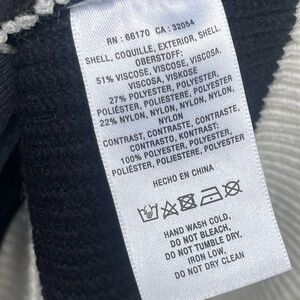 RN : 66170 CA : 32054
SHELL, COQUILLE, EXTERIOR, SHELL,
OBERSTOFF:
51% VISCOSE, VISCOSE, VISCOSA,
VISCOSA, VISKOSE
27% POLYESTER, POLYESTER,
POLIÉSTER, POLIESTERE, POLYESTER,
22% NYLON, NYLON, NYLON,
NYLON, NYLON
CONTRAST, CONTRASTE, CONTRASTE,
CONTRASTO, KONTRAST:
100% POLYESTER, POLYESTER,
POLIÉSTER, POLIESTERE, POLYESTER
HECHO EN CHINA
HAND WASH COLD,
DO NOT BLEACH,
DO NOT TUMBLE DRY,
IRON LOW,
DO NOT DRY CLEAN